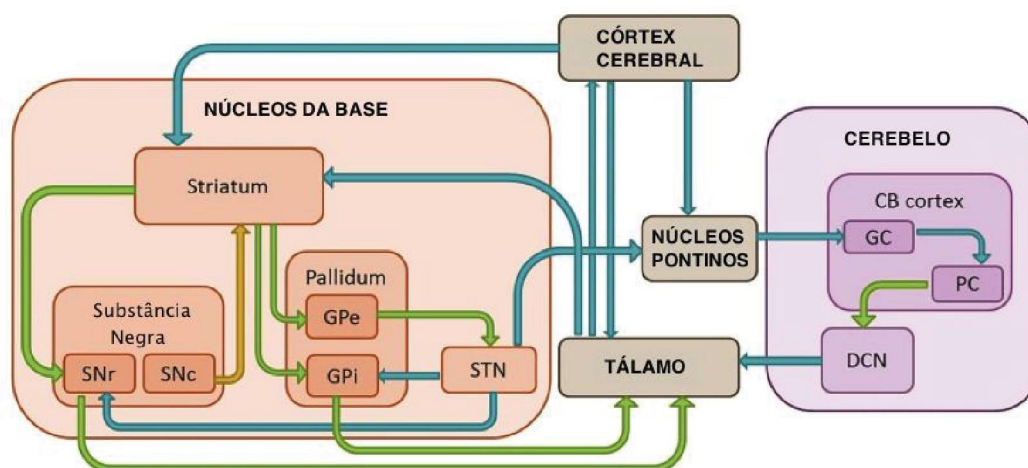 CÓRTEX
CEREBRAL
NÚCLEOS DA BASE
CEREBELO
Striatum
CB cortex
GC
NÚCLEOS
PONTINOS
PC
Pallidum
GPe
Substância
Negra
SNr
SNc
GPi
STN
TÁLAMO
DCN